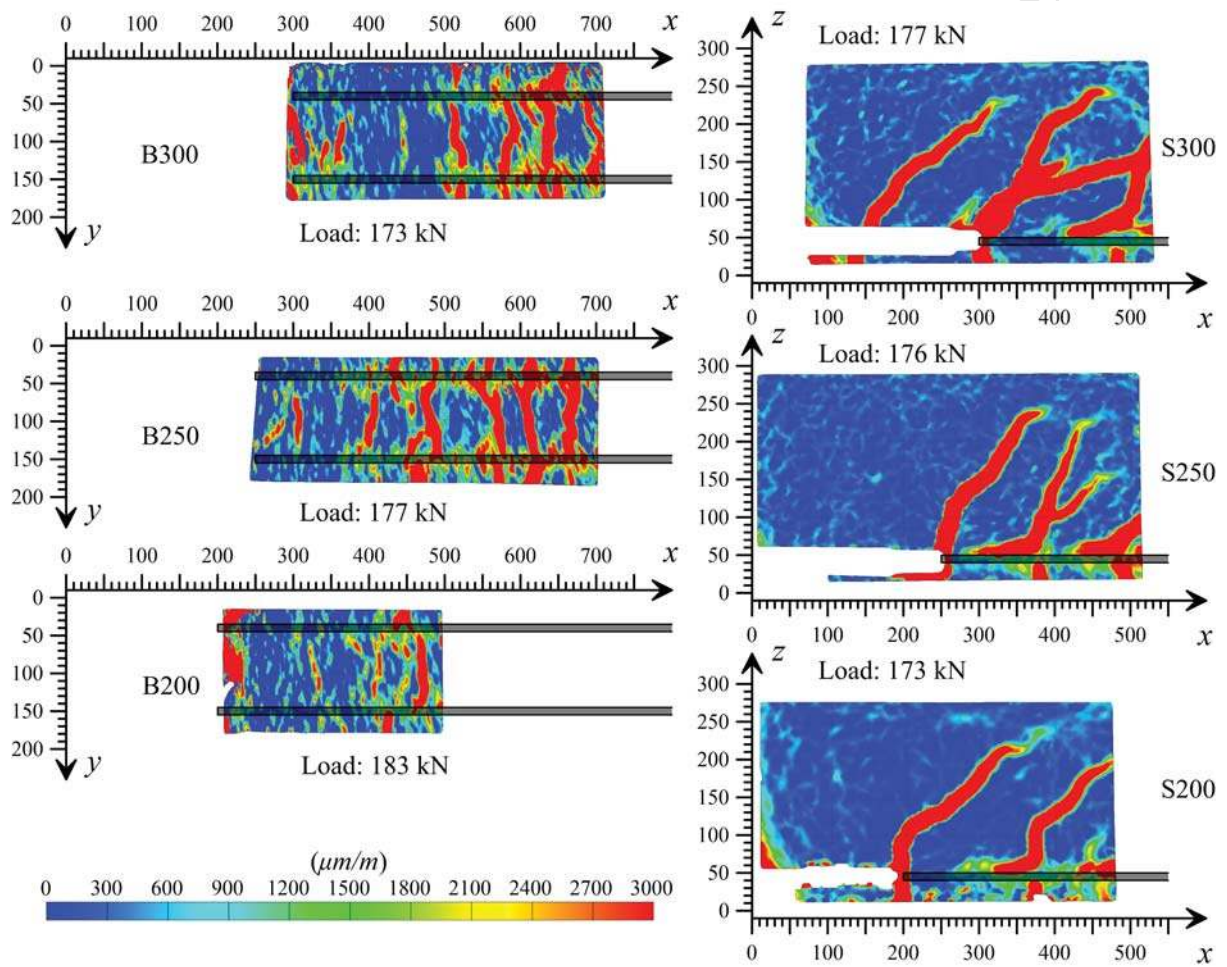 0 100 200 300 400 500 600 700 x
0
50
100
150
200
y
B300
Load: 173 kN
0 100 200 300 400 500 600 700 x
0
50
100
150
200
y
B250
Load: 177 kN
0 100 200 300 400 500 600 700 x
0
50
100
150
200
y
B200
Load: 183 kN
(μm/m)
0 300 600 900 1200 1500 1800 2100 2400 2700 3000
z
Load: 177 kN
300
250
200
150
100
50
0
S300
100 200 300 400 500
x
z
Load: 176 kN
300
250
200
150
100
50
0
S250
0 100 200 300 400 500
x
z
Load: 173 kN
300
250
200
150
100
50
0
S200
0 100 200 300 400 500
x